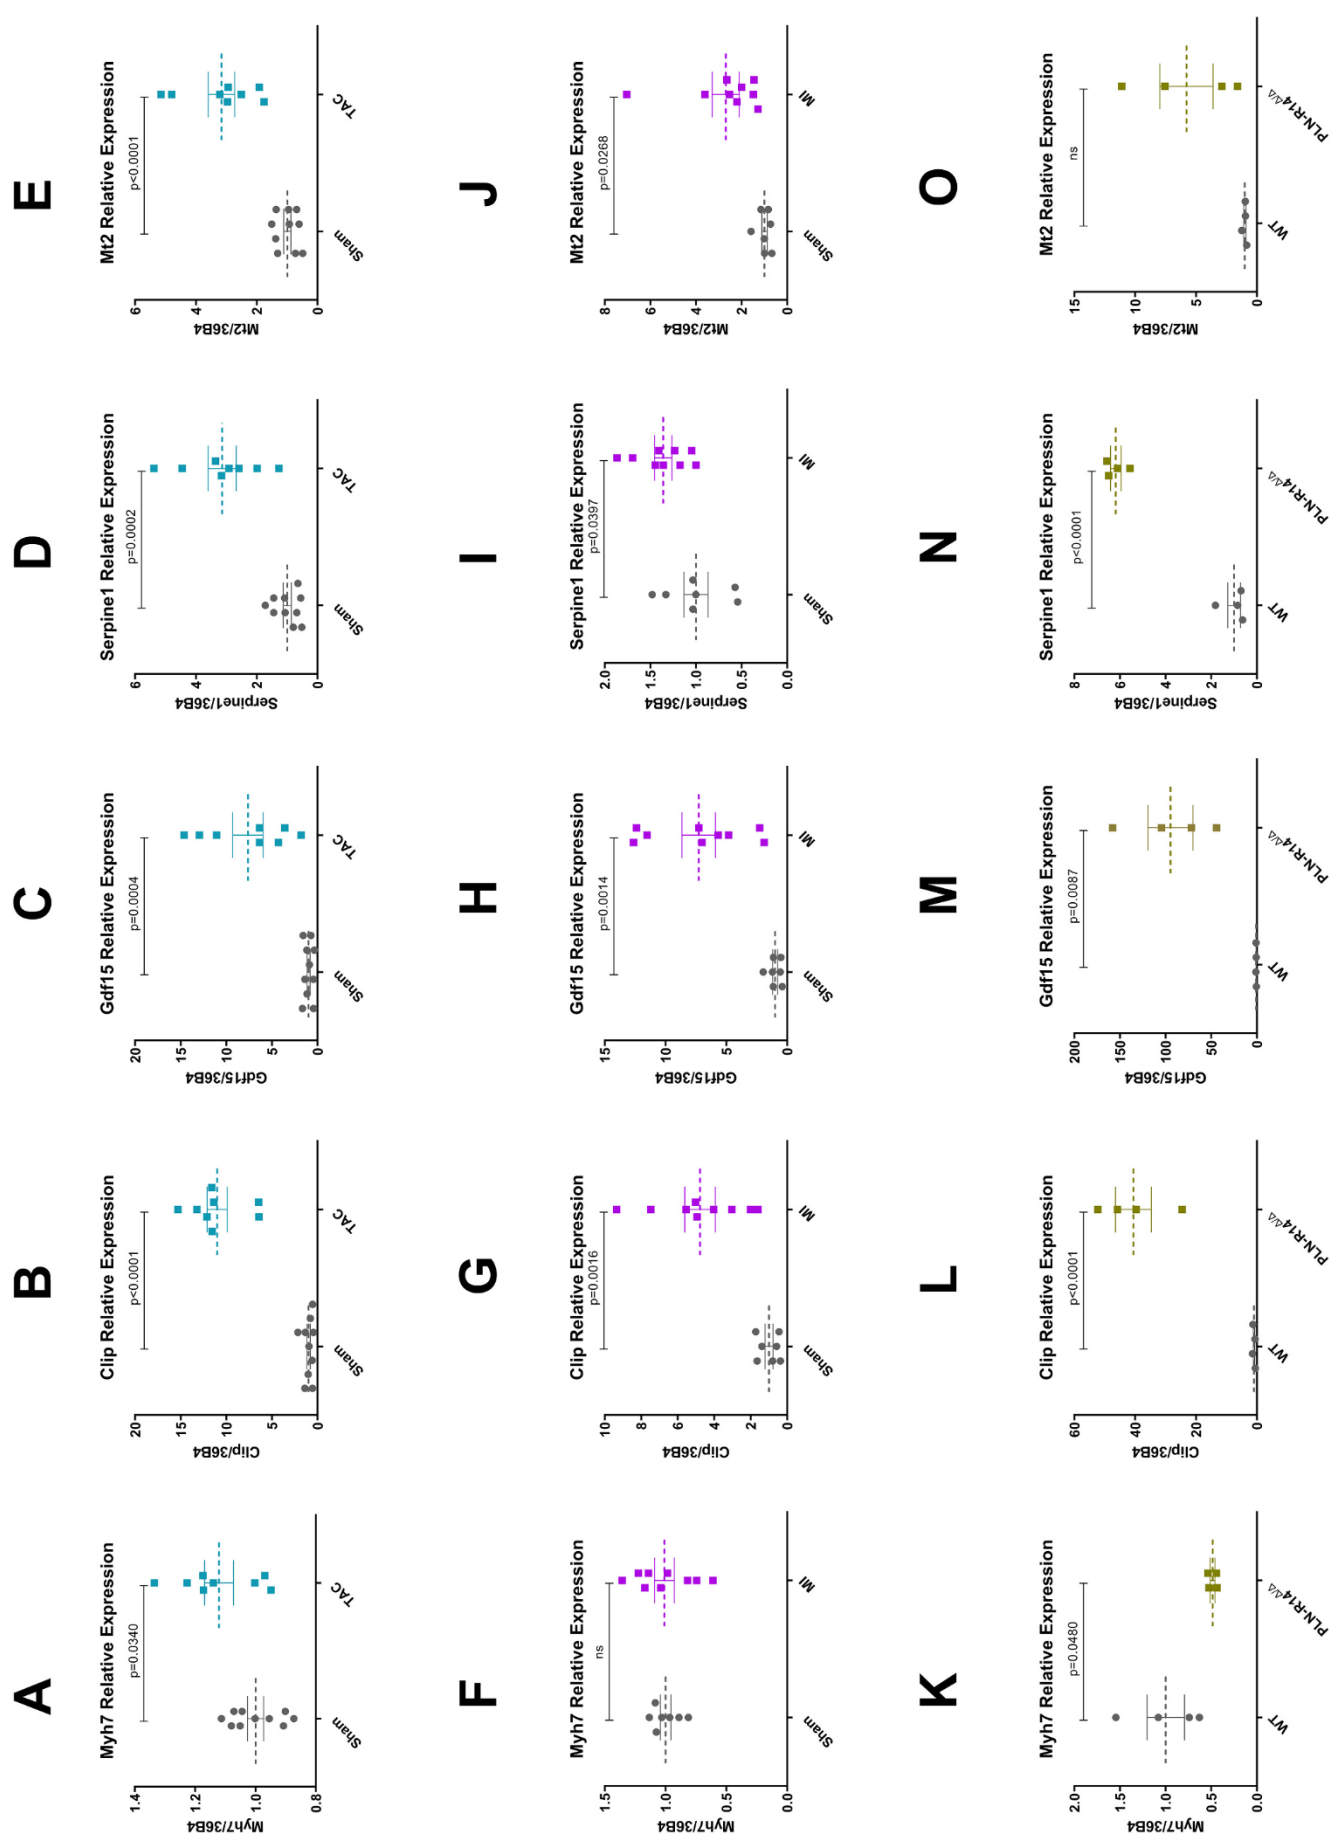 A
Myh7 Relative Expression
p=0.0340
Myh7/36B4
1.4
1.2
1.0
0.8
Sham
TAC
B
Clip Relative Expression
p<0.0001
Clip/36B4
20
15
10
5
0
Sham
TAC
C
Gdf15 Relative Expression
p=0.0004
Gdf15/36B4
20
15
10
5
0
Sham
TAC
D
Serpine1 Relative Expression
p=0.0002
Serpine1/36B4
6
4
2
0
Sham
TAC
E
Mt2 Relative Expression
p<0.0001
Mt2/36B4
6
4
2
0
Sham
TAC
F
Myh7 Relative Expression
ns
Myh7/36B4
1.5
1.0
0.5
0.0
Sham
MI
G
Clip Relative Expression
p=0.0016
Clip/36B4
10
8
6
4
2
0
Sham
MI
H
Gdf15 Relative Expression
p=0.0014
Gdf15/36B4
15
10
5
0
Sham
MI
I
Serpine1 Relative Expression
p=0.0397
Serpine1/36B4
2.0
1.5
1.0
0.5
0.0
Sham
MI
J
Mt2 Relative Expression
p=0.0268
Mt2/36B4
8
6
4
2
0
Sham
MI
K
Myh7 Relative Expression
p=0.0480
Myh7/36B4
2.0
1.5
1.0
0.5
0.0
WT
PLN-R14Δ/Δ
L
Clip Relative Expression
p<0.0001
Clip/36B4
60
40
20
0
WT
PLN-R14Δ/Δ
M
Gdf15 Relative Expression
p=0.0087
Gdf15/36B4
200
150
100
50
0
WT
PLN-R14Δ/Δ
N
Serpine1 Relative Expression
p<0.0001
Serpine1/36B4
8
6
4
2
0
WT
PLN-R14Δ/Δ
O
Mt2 Relative Expression
ns
Mt2/36B4
15
10
5
0
WT
PLN-R14Δ/Δ